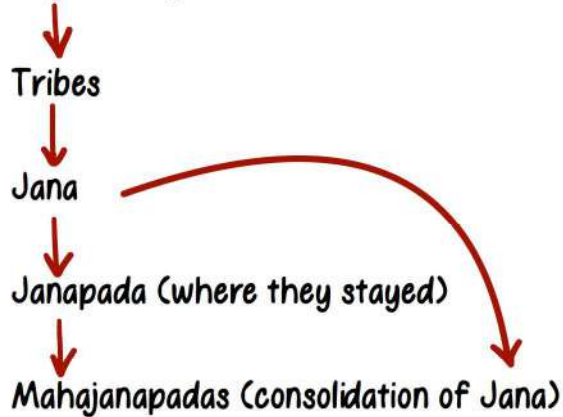 Tribes
Jana
Janapada (where they stayed)
Mahajanapadas (consolidation of Jana)